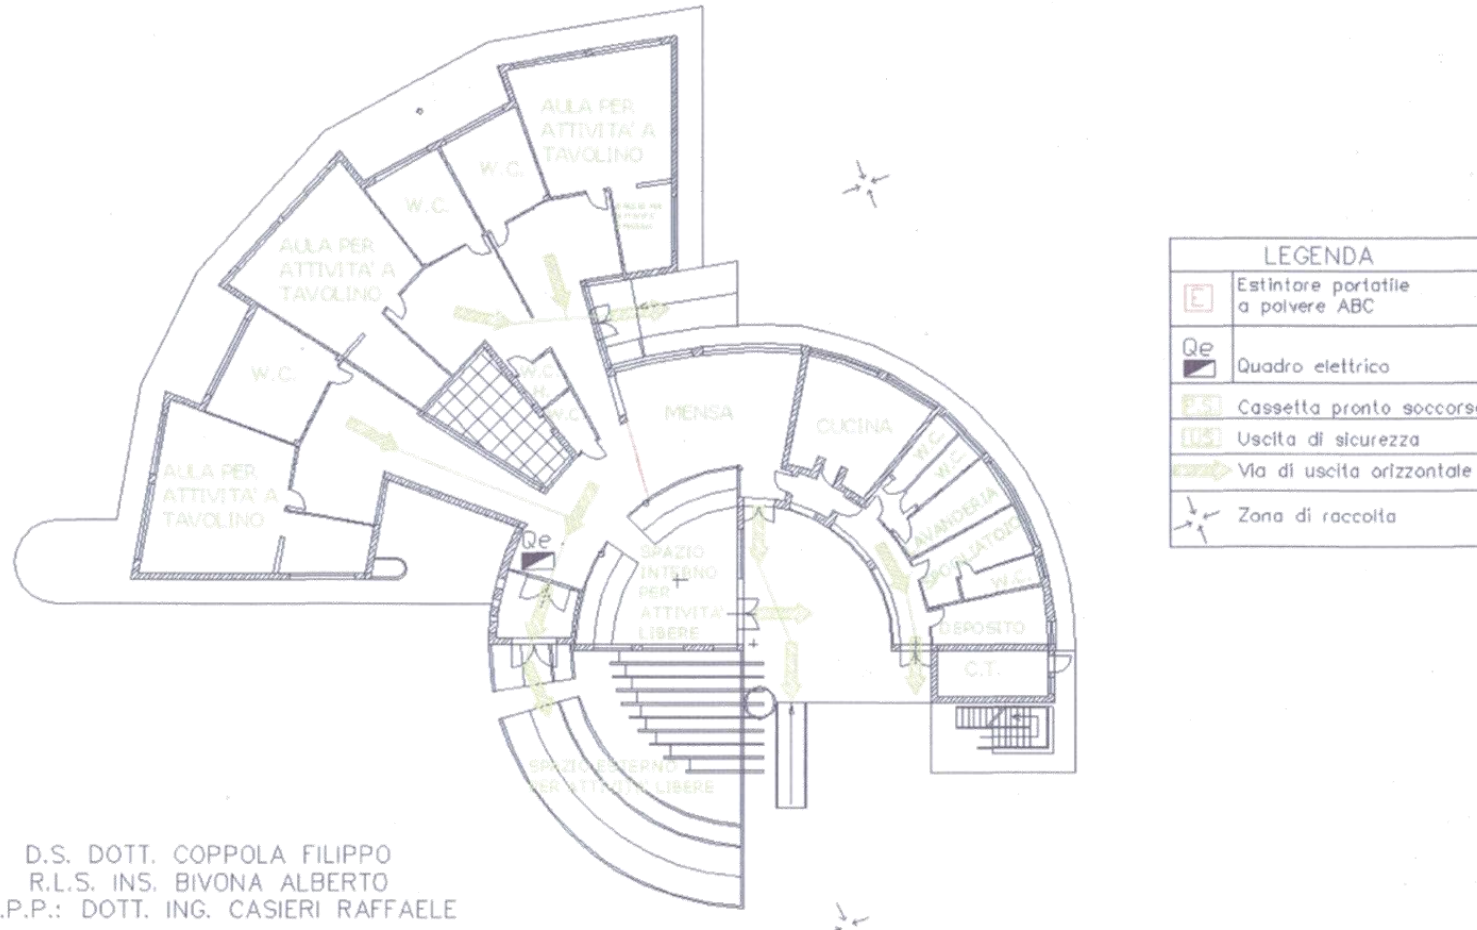 AULA PER
ATTIVITA' A
TAVOLINO
W.C.
W.C.
AULA PER
ATTIVITA' A
TAVOLINO
W.C.
W.C.
H.
W.C.
MENSA
CUCINA
W.C.
W.C.
LAVANDERIA
SPOGLIATOIO
W.C.
DEPOSITO
C.T.
AULA PER
ATTIVITA' A
TAVOLINO
Qe
SPAZIO
INTERNO
PER
ATTIVITA'
LIBERE
SPAZIO ESTERNO
PER ATTIVITA' LIBERE
LEGENDA
E
Estintore portatile
a polvere ABC
Qe
Quadro elettrico
P.S.
Cassetta pronto soccorso
US
Uscita di sicurezza
Via di uscita orizzontale
Zona di raccolta
D.S. DOTT. COPPOLA FILIPPO
R.L.S. INS. BIVONA ALBERTO
.P.P.: DOTT. ING. CASIERI RAFFAELE